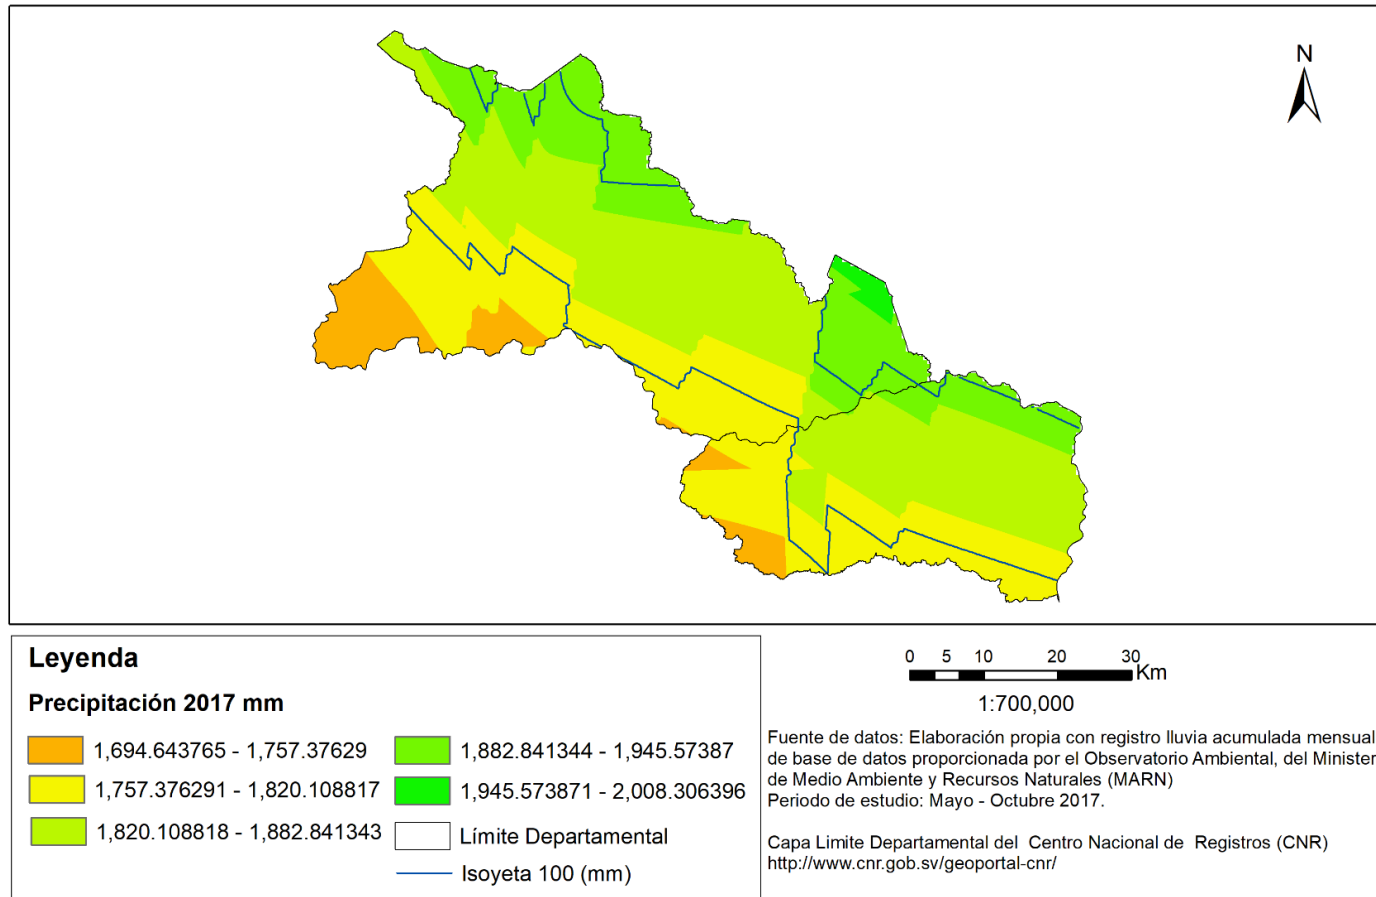 N
Leyenda
Precipitación 2017 mm
1,694.643765 - 1,757.37629
1,757.376291 - 1,820.108817
1,820.108818 - 1,882.841343
1,882.841344 - 1,945.57387
1,945.573871 - 2,008.306396
Límite Departamental
Isoyeta 100 (mm)
0 5 10 20 30
Km
1:700,000
Fuente de datos: Elaboración propia con registro lluvia acumulada mensual
de base de datos proporcionada por el Observatorio Ambiental, del Minister
de Medio Ambiente y Recursos Naturales (MARN)
Periodo de estudio: Mayo - Octubre 2017.
Capa Limite Departamental del Centro Nacional de Registros (CNR)
http://www.cnr.gob.sv/geoportal-cnr/